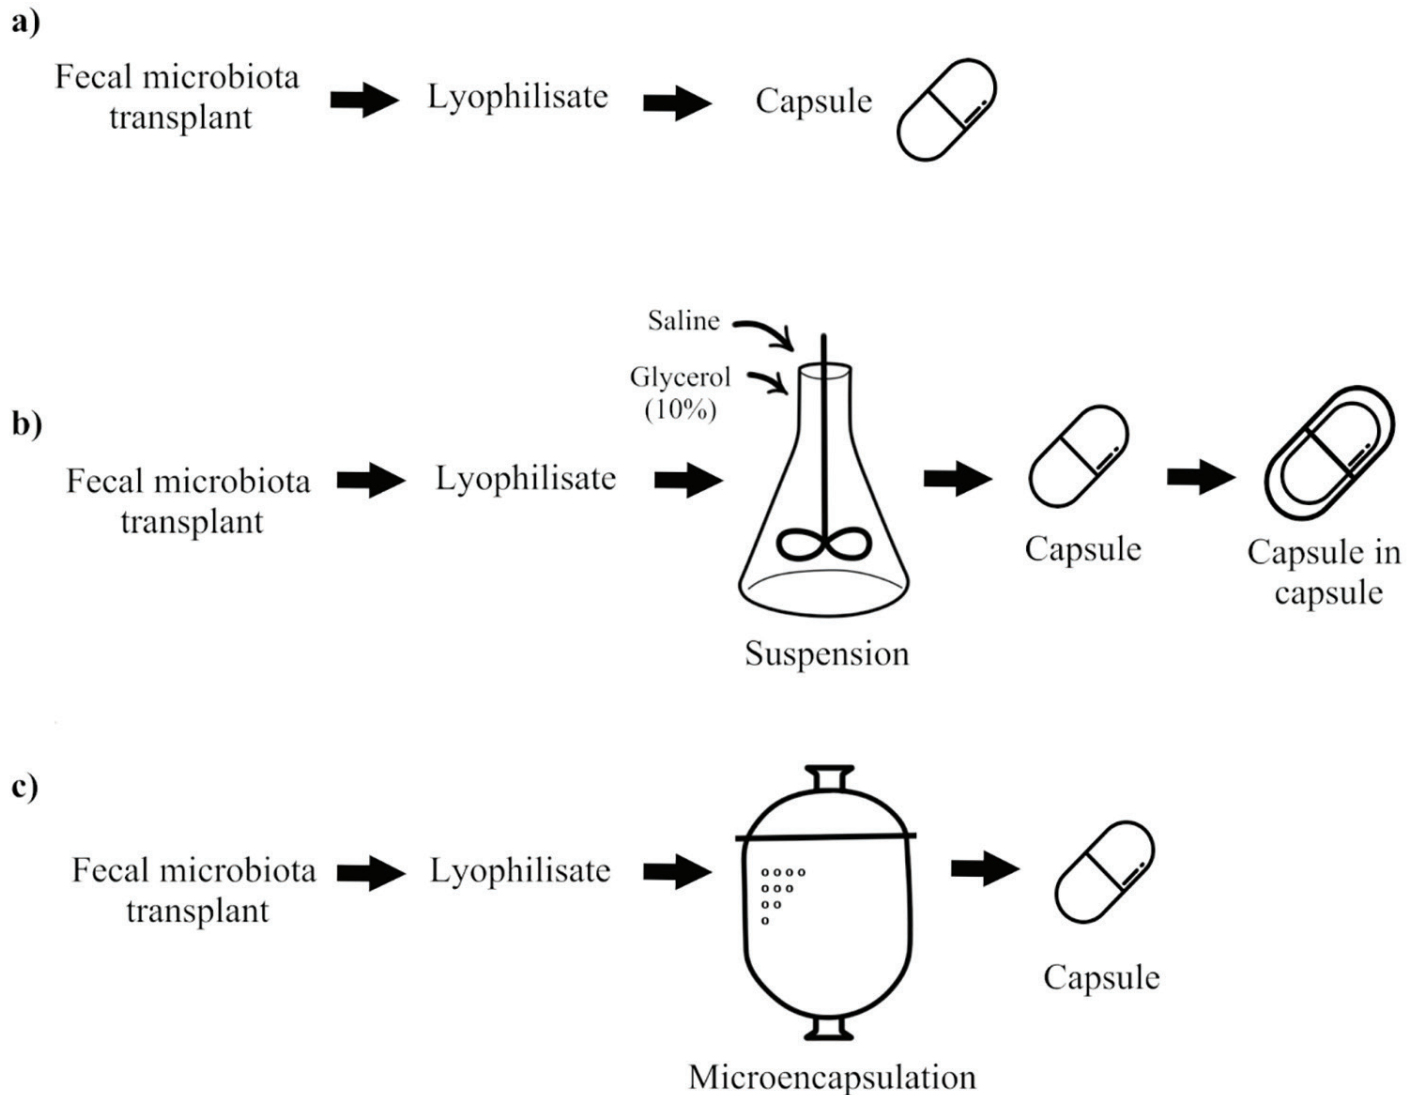 a)
Fecal microbiota
transplant
Lyophilisate
Capsule
b)
Saline
Glycerol
(10%)
Fecal microbiota
transplant
Lyophilisate
Suspension
Capsule
Capsule in
capsule
c)
Fecal microbiota
transplant
Lyophilisate
Microencapsulation
Capsule